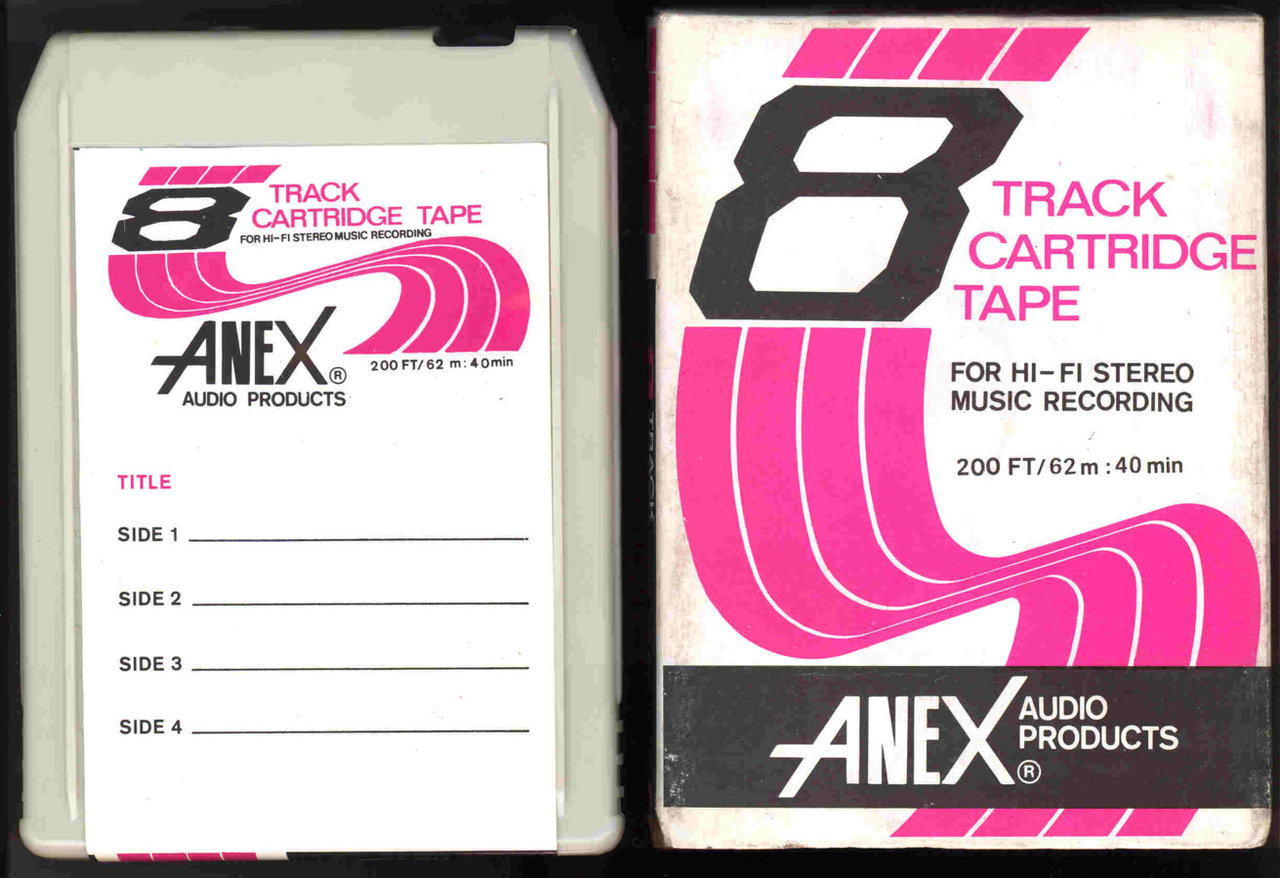 8
TRACK
CARTRIDGE TAPE
FOR HI-FI STEREO MUSIC RECORDING
ANEX®
AUDIO PRODUCTS
200 FT/62 m:40min
TITLE
SIDE 1
SIDE 2
SIDE 3
SIDE 4
8
TRACK
CARTRIDGE
TAPE
FOR HI-FI STEREO
MUSIC RECORDING
200 FT/62m:40min
ANEX®
AUDIO
PRODUCTS
TRACK